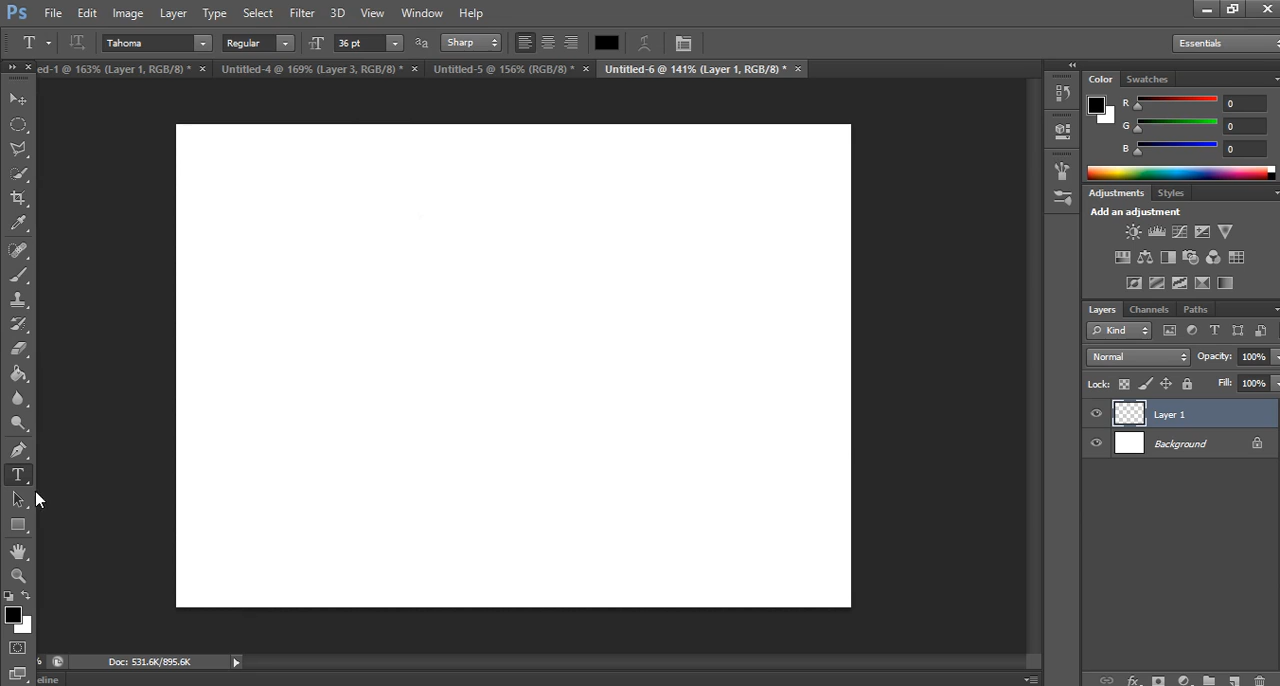 Ps File Edit Image Layer Type Select Filter 3D View Window Help
T Tahoma Regular 36 pt aa Sharp Essentials
ed-1 @ 163% (Layer 1, RGB/8) * × Untitled-4 @ 169% (Layer 3, RGB/8) * × Untitled-5 @ 156% (RGB/8) * × Untitled-6 @ 141% (Layer 1, RGB/8) * ×
Color Swatches
R 0
G 0
B 0
Adjustments Styles
Add an adjustment
Layers Channels Paths
Kind
Normal Opacity: 100%
Lock: Fill: 100%
Layer 1
Background
Doc: 531.6K/895.6K
eline